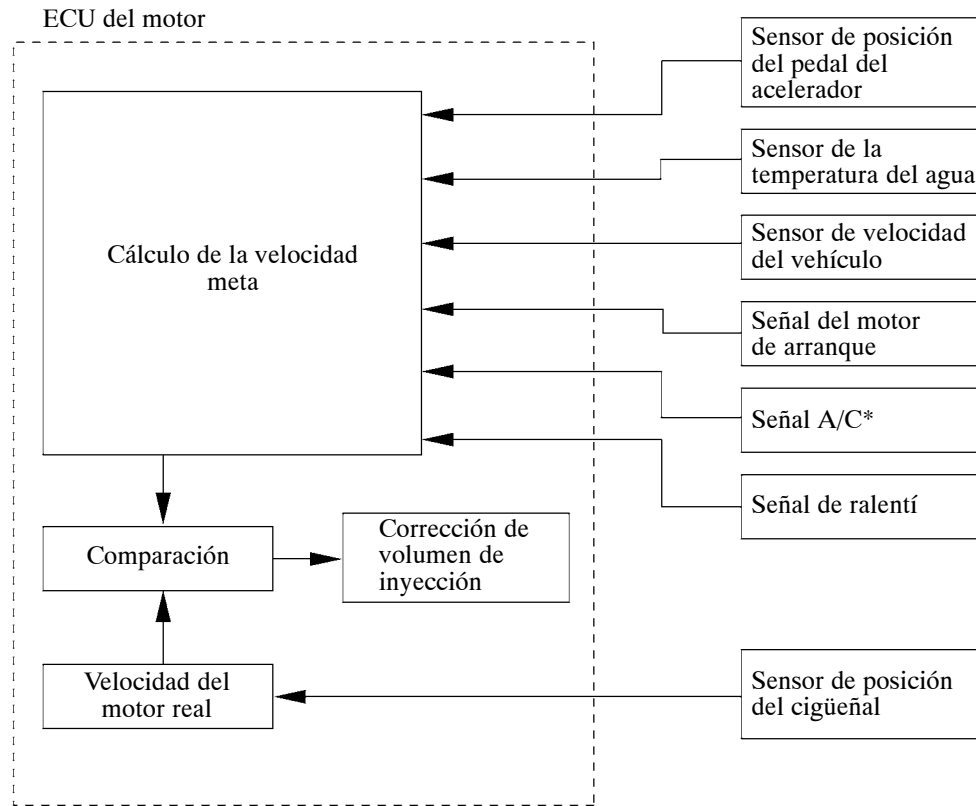 ECU del motor
Sensor de posición
del pedal del
acelerador
Sensor de la
temperatura del agua
Sensor de velocidad
del vehículo
Cálculo de la velocidad
meta
Señal del motor
de arranque
Señal A/C*
Señal de ralentí
Comparación
Corrección de
volumen de
inyección
Velocidad del
motor real
Sensor de posición
del cigüeñal